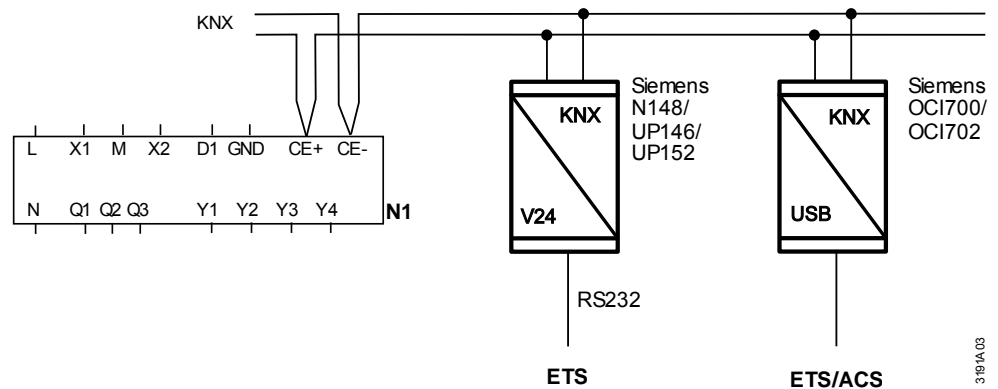 KNX
Siemens
N148/
UP146/
UP152
Siemens
OCI700/
OCI702
KNX
KNX
L X1 M X2 D1 GND CE+ CE-
N Q1 Q2 Q3 Y1 Y2 Y3 Y4 N1
V24
USB
RS232
ETS
ETS/ACS
3191A03